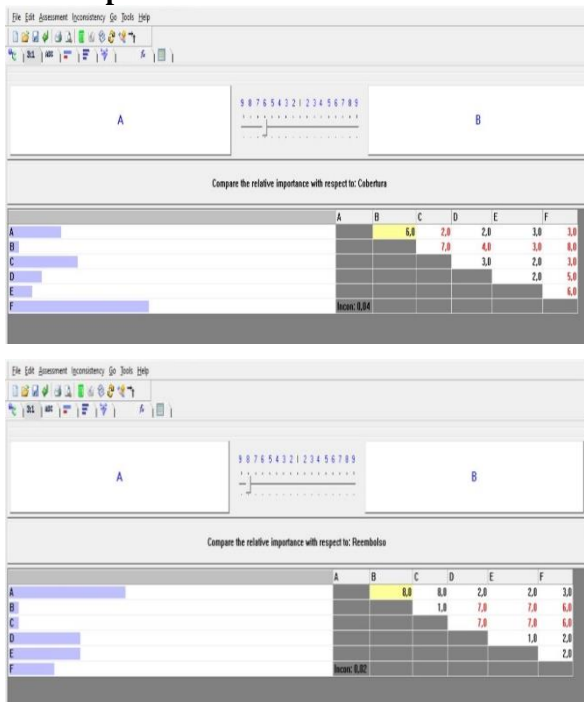 File Edit Assessment Inconsistency Go Tools Help
3:1 ABC
A
9 8 7 6 5 4 3 2 1 2 3 4 5 6 7 8 9
B
Compare the relative importance with respect to: Cobertura
A B C D E F
A 6,0 2,0 2,0 3,0 3,0
B 7,0 4,0 3,0 8,0
C 3,0 2,0 3,0
D 2,0 5,0
E 6,0
F Incon: 0,04
File Edit Assessment Inconsistency Go Tools Help
3:1 ABC
A
9 8 7 6 5 4 3 2 1 2 3 4 5 6 7 8 9
B
Compare the relative importance with respect to: Reembolso
A B C D E F
A 8,0 8,0 2,0 2,0 3,0
B 1,0 7,0 7,0 6,0
C 7,0 7,0 6,0
D 1,0 2,0
E 2,0
F Incon: 0,02